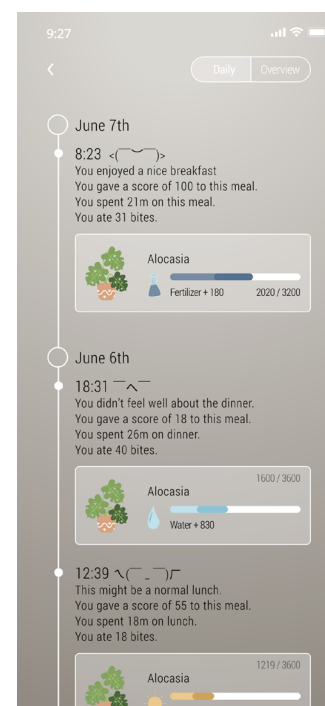 9:27
Daily Overview
June 7th
8:23 <(‾︶‾)>
You enjoyed a nice breakfast
You gave a score of 100 to this meal.
You spent 21m on this meal.
You ate 31 bites.
Alocasia
Fertilizer + 180 2020 / 3200
June 6th
18:31 ‾へ‾
You didn't feel well about the dinner.
You gave a score of 18 to this meal.
You spent 26m on dinner.
You ate 40 bites.
1600 / 3600
Alocasia
Water + 830
12:39 ㄟ(‾_‾)厂
This might be a normal lunch.
You gave a score of 55 to this meal.
You spent 18m on lunch.
You ate 18 bites.
1219 / 3600
Alocasia